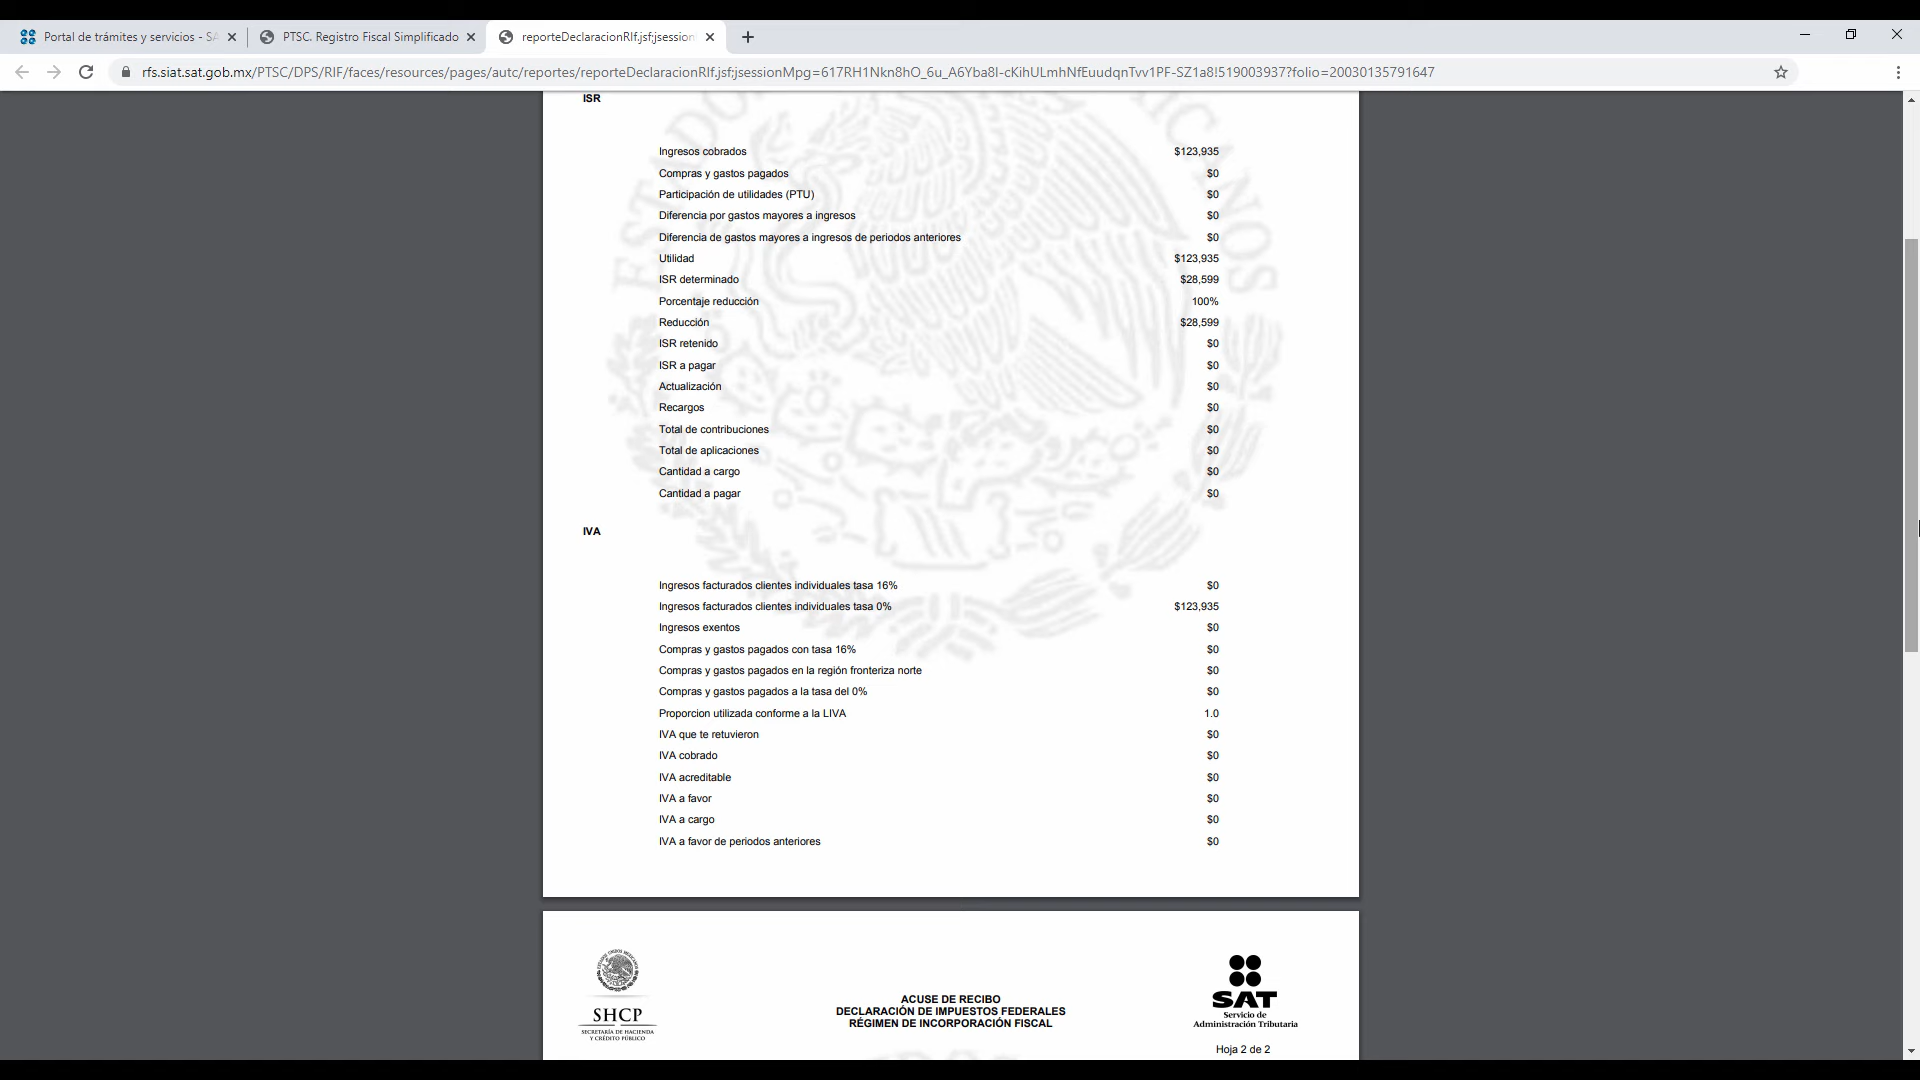 Portal de trámites y servicios - SA
PTSC. Registro Fiscal Simplificado
reporteDeclaracionRIf.jsf;jsession
rfs.siat.sat.gob.mx/PTSC/DPS/RIF/faces/resources/pages/autc/reportes/reporteDeclaracionRIf.jsf;jsessionMpg=617RH1Nkn8hO_6u_A6Yba8I-cKihULmhNfEuudqnTvv1PF-SZ1a8!519003937?folio=20030135791647
ISR
Ingresos cobrados $123,935
Compras y gastos pagados $0
Participación de utilidades (PTU) $0
Diferencia por gastos mayores a ingresos $0
Diferencia de gastos mayores a ingresos de periodos anteriores $0
Utilidad $123,935
ISR determinado $28,599
Porcentaje reducción 100%
Reducción $28,599
ISR retenido $0
ISR a pagar $0
Actualización $0
Recargos $0
Total de contribuciones $0
Total de aplicaciones $0
Cantidad a cargo $0
Cantidad a pagar $0
IVA
Ingresos facturados clientes individuales tasa 16% $0
Ingresos facturados clientes individuales tasa 0% $123,935
Ingresos exentos $0
Compras y gastos pagados con tasa 16% $0
Compras y gastos pagados en la región fronteriza norte $0
Compras y gastos pagados a la tasa del 0% $0
Proporcion utilizada conforme a la LIVA 1.0
IVA que te retuvieron $0
IVA cobrado $0
IVA acreditable $0
IVA a favor $0
IVA a cargo $0
IVA a favor de periodos anteriores $0
SHCP
SECRETARÍA DE HACIENDA
Y CRÉDITO PÚBLICO
ACUSE DE RECIBO
DECLARACIÓN DE IMPUESTOS FEDERALES
RÉGIMEN DE INCORPORACIÓN FISCAL
SAT
Servicio de
Administración Tributaria
Hoja 2 de 2